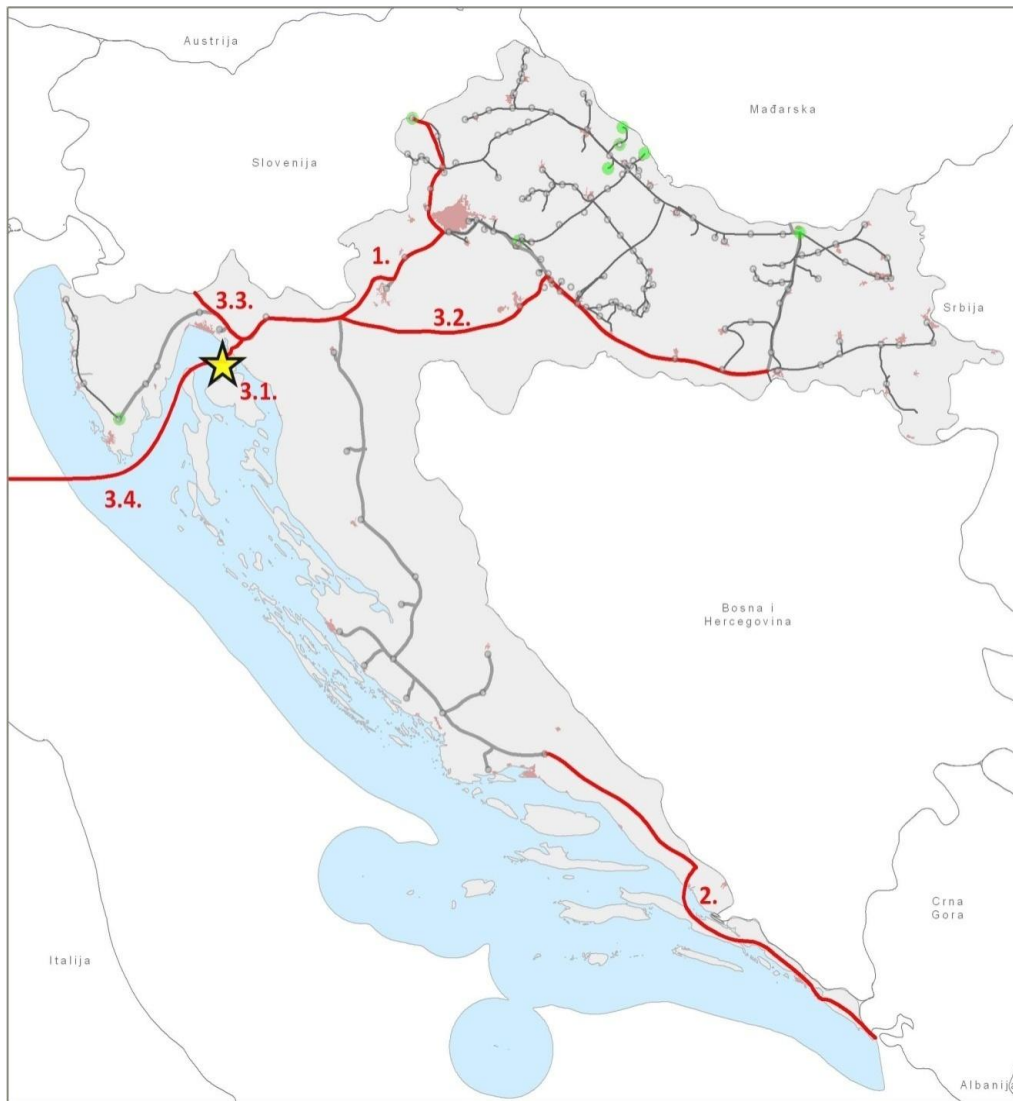 Austrija
Mađarska
Slovenija
1.
3.3.
3.2.
Srbija
3.1.
3.4.
Bosna i
Hercegovina
2.
Crna
Gora
Italija
Albanija